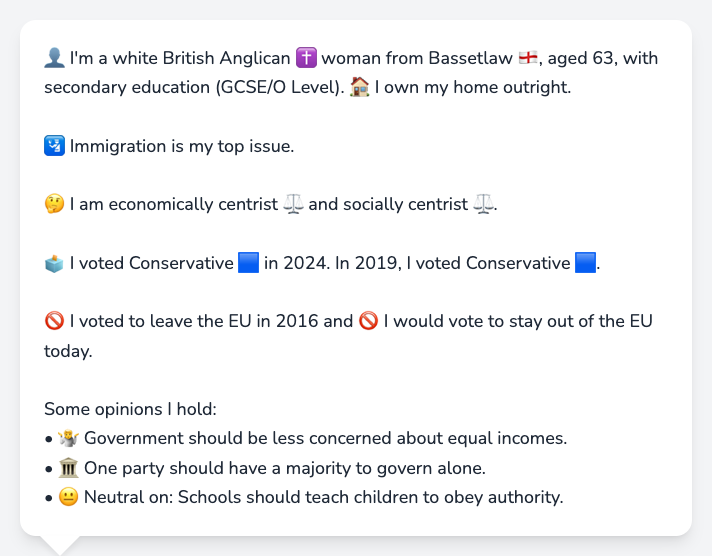 👤 I'm a white British Anglican ✝️ woman from Bassetlaw 🏴󠁧󠁢󠁥󠁮󠁧󠁿, aged 63, with
secondary education (GCSE/O Level). 🏠 I own my home outright.
🛂 Immigration is my top issue.
🤔 I am economically centrist ⚖️ and socially centrist ⚖️.
🗳️ I voted Conservative 🟦 in 2024. In 2019, I voted Conservative 🟦.
🚫 I voted to leave the EU in 2016 and 🚫 I would vote to stay out of the EU
today.
Some opinions I hold:
• 🤷 Government should be less concerned about equal incomes.
• 🏛️ One party should have a majority to govern alone.
• 😐 Neutral on: Schools should teach children to obey authority.